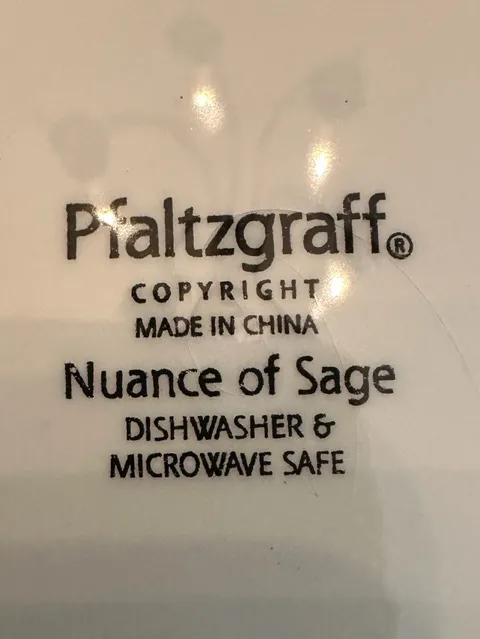 Pfaltzgraff®
COPYRIGHT
MADE IN CHINA
Nuance of Sage
DISHWASHER &
MICROWAVE SAFE